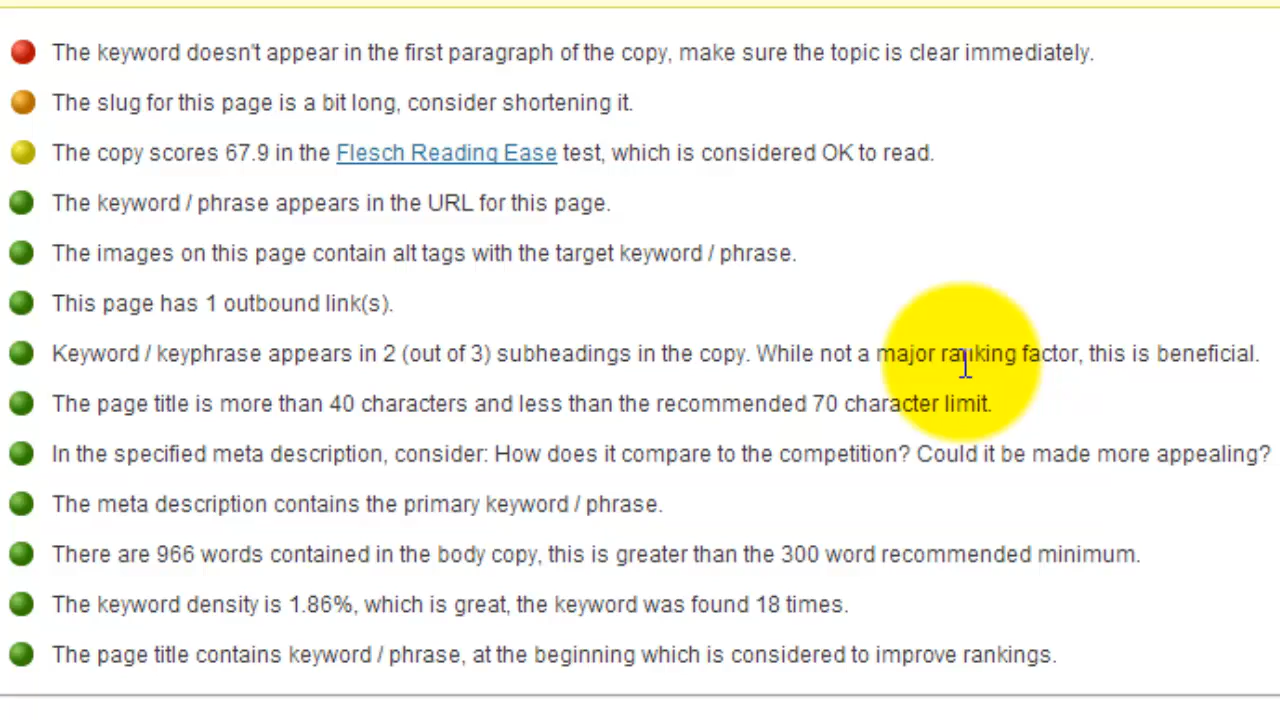 The keyword doesn't appear in the first paragraph of the copy, make sure the topic is clear immediately.
The slug for this page is a bit long, consider shortening it.
The copy scores 67.9 in the Flesch Reading Ease test, which is considered OK to read.
The keyword / phrase appears in the URL for this page.
The images on this page contain alt tags with the target keyword / phrase.
This page has 1 outbound link(s).
Keyword / keyphrase appears in 2 (out of 3) subheadings in the copy. While not a major ranking factor, this is beneficial.
The page title is more than 40 characters and less than the recommended 70 character limit.
In the specified meta description, consider: How does it compare to the competition? Could it be made more appealing?
The meta description contains the primary keyword / phrase.
There are 966 words contained in the body copy, this is greater than the 300 word recommended minimum.
The keyword density is 1.86%, which is great, the keyword was found 18 times.
The page title contains keyword / phrase, at the beginning which is considered to improve rankings.